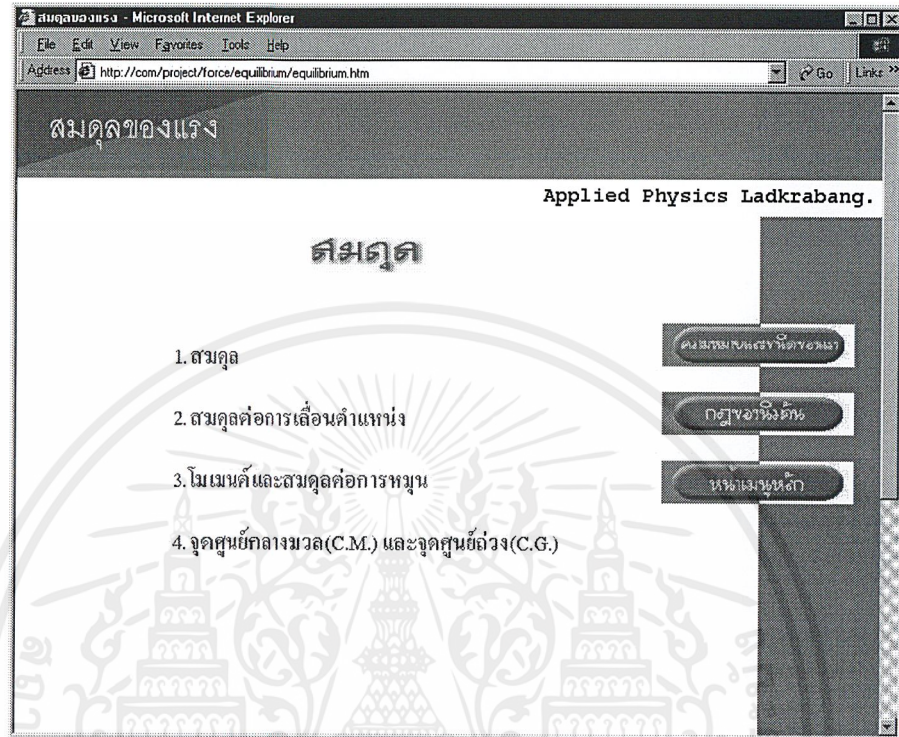 สมดุลของแรง - Microsoft Internet Explorer
File Edit View Favorites Tools Help
Address http://com/project/force/equilibrium/equilibrium.htm Go Links »
สมดุลของแรง
Applied Physics Ladkrabang.
สมดุล
1. สมดุล
2. สมดุลต่อการเลื่อนตำแหน่ง
3. โมเมนต์และสมดุลต่อการหมุน
4. จุดศูนย์กลางมวล(C.M.) และจุดศูนย์ถ่วง(C.G.)
กฎของนิวตัน
หน้าเมนูหลัก